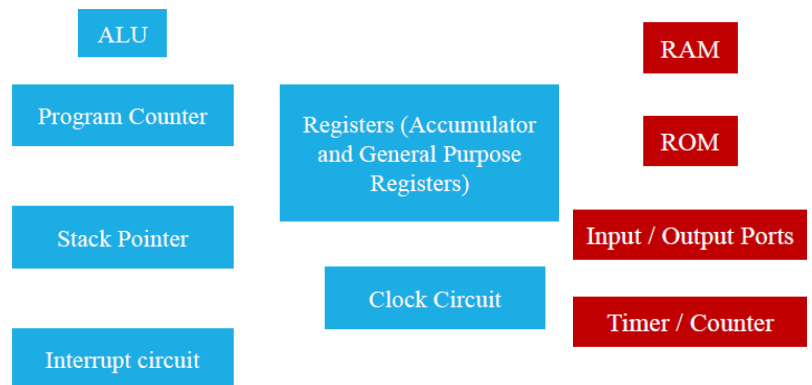 ALU
Program Counter
Stack Pointer
Interrupt circuit
Registers (Accumulator
and General Purpose
Registers)
Clock Circuit
RAM
ROM
Input / Output Ports
Timer / Counter